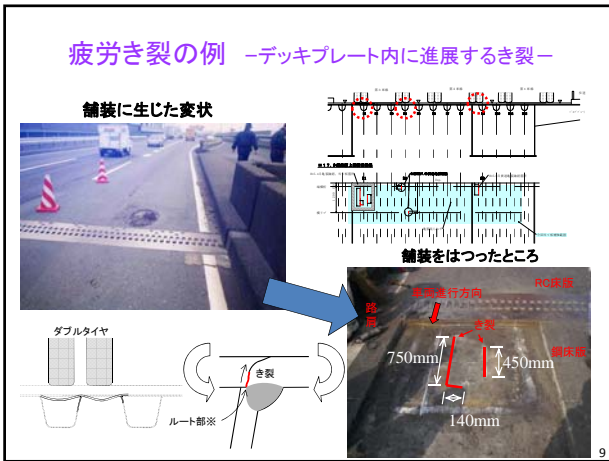 疲労き裂の例 －デッキプレート内に進展するき裂－
舗装に生じた変状
舗装をはつったところ
RC床版
車両進行方向
路肩
き裂
鋼床版
750mm
450mm
140mm
ダブルタイヤ
き裂
ルート部※
9